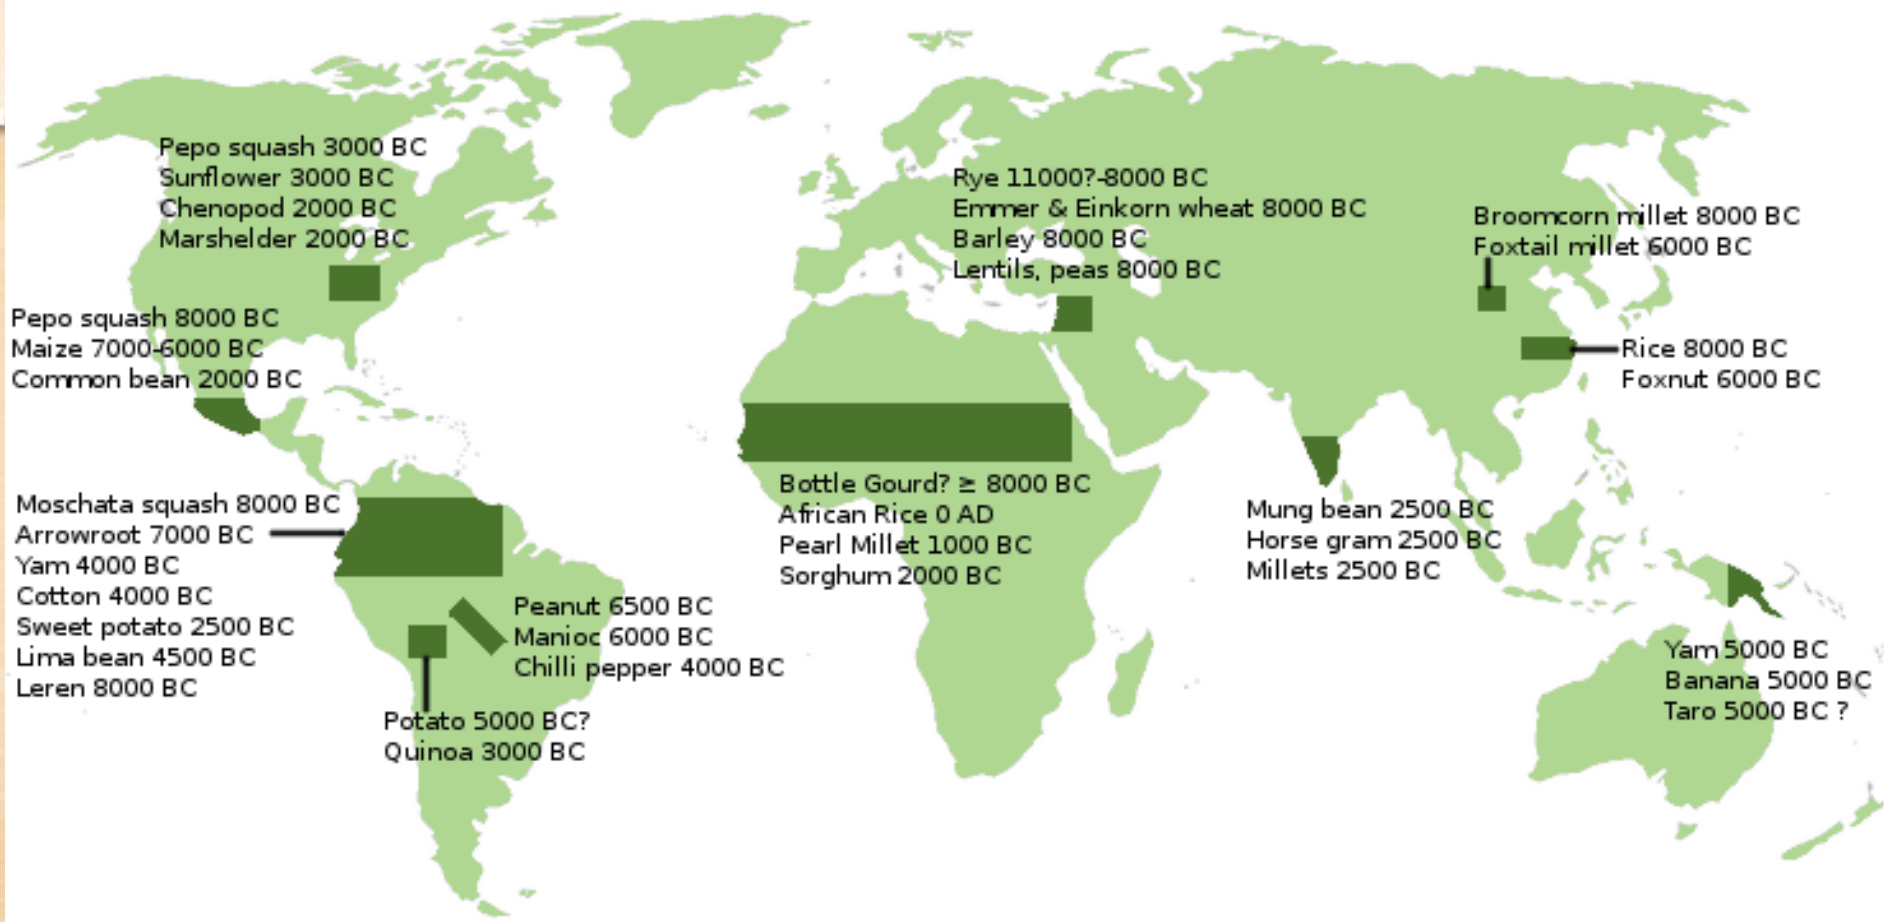 Pepo squash 3000 BC
Sunflower 3000 BC
Chenopod 2000 BC
Marshelder 2000 BC
Pepo squash 8000 BC
Maize 7000-6000 BC
Common bean 2000 BC
Moschata squash 8000 BC
Arrowroot 7000 BC
Yam 4000 BC
Cotton 4000 BC
Sweet potato 2500 BC
Lima bean 4500 BC
Leren 8000 BC
Peanut 6500 BC
Manioc 6000 BC
Chilli pepper 4000 BC
Potato 5000 BC?
Quinoa 3000 BC
Rye 11000?-8000 BC
Emmer & Einkorn wheat 8000 BC
Barley 8000 BC
Lentils, peas 8000 BC
Bottle Gourd? ≥ 8000 BC
African Rice 0 AD
Pearl Millet 1000 BC
Sorghum 2000 BC
Broomcorn millet 8000 BC
Foxtail millet 6000 BC
Rice 8000 BC
Foxnut 6000 BC
Mung bean 2500 BC
Horse gram 2500 BC
Millets 2500 BC
Yam 5000 BC
Banana 5000 BC
Taro 5000 BC ?